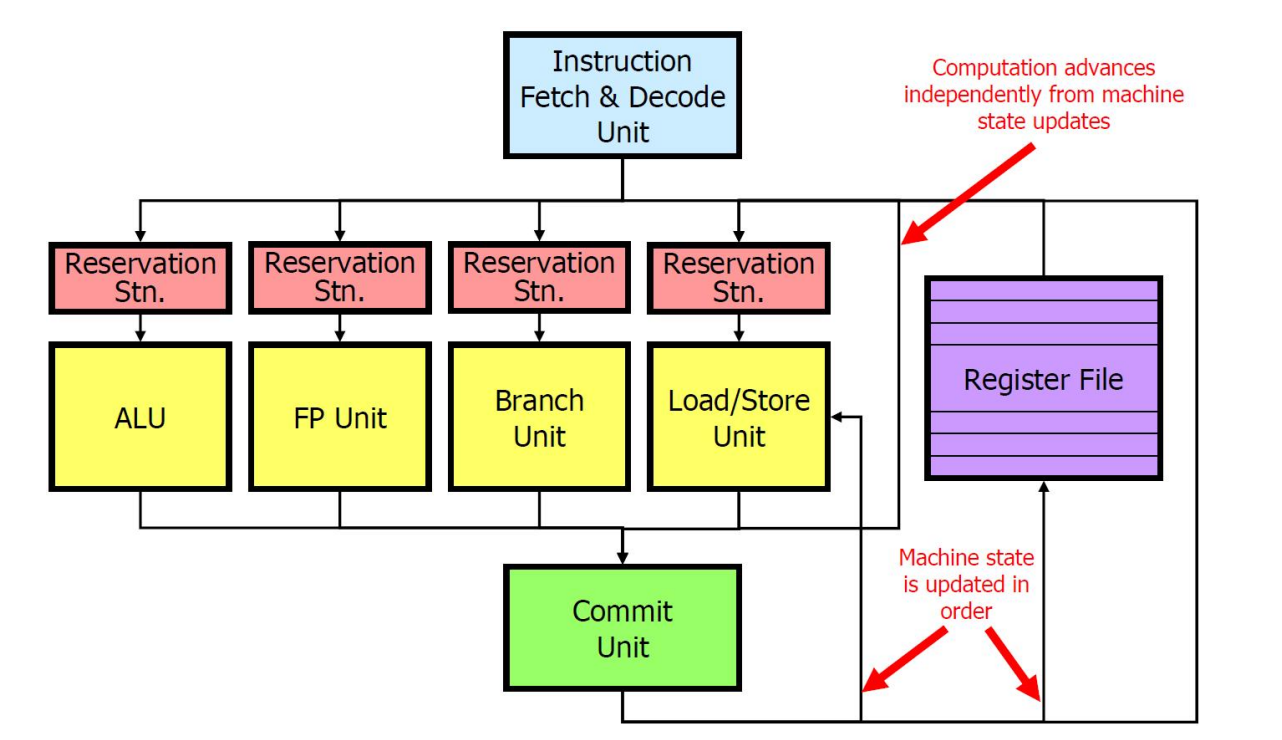 Instruction
Fetch & Decode
Unit
Computation advances
independently from machine
state updates
Reservation
Stn.
Reservation
Stn.
Reservation
Stn.
Reservation
Stn.
ALU
FP Unit
Branch
Unit
Load/Store
Unit
Register File
Commit
Unit
Machine state
is updated in
order